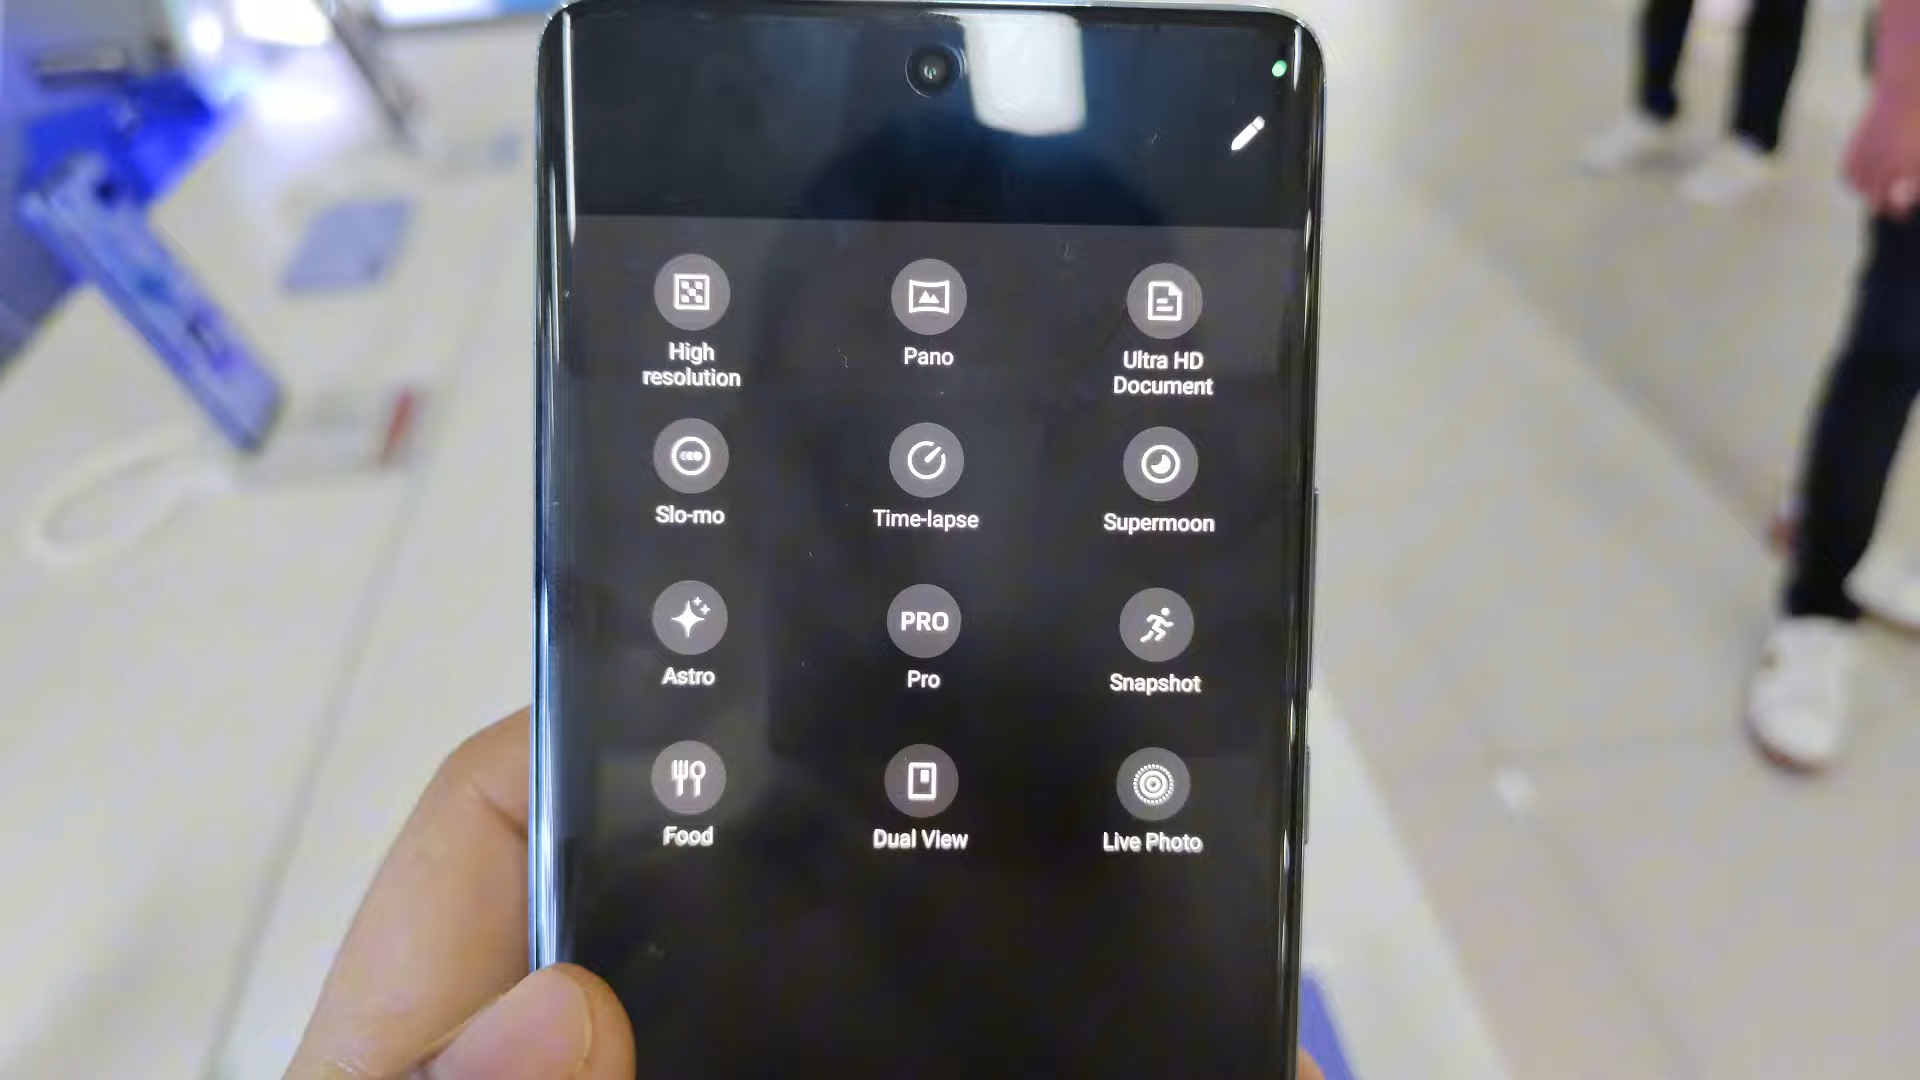 High
resolution
Pano
Ultra HD
Document
Slo-mo
Time-lapse
Supermoon
Astro
PRO
Pro
Snapshot
Food
Dual View
Live Photo